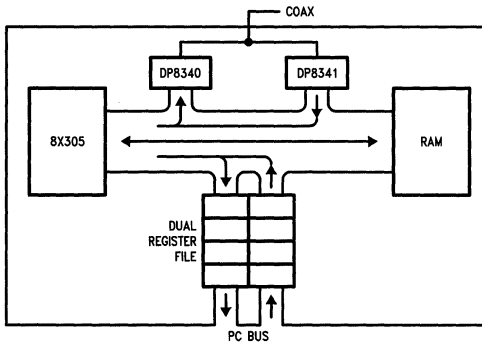 COAX
DP8340
DP8341
8X305
RAM
DUAL
REGISTER
FILE
PC BUS